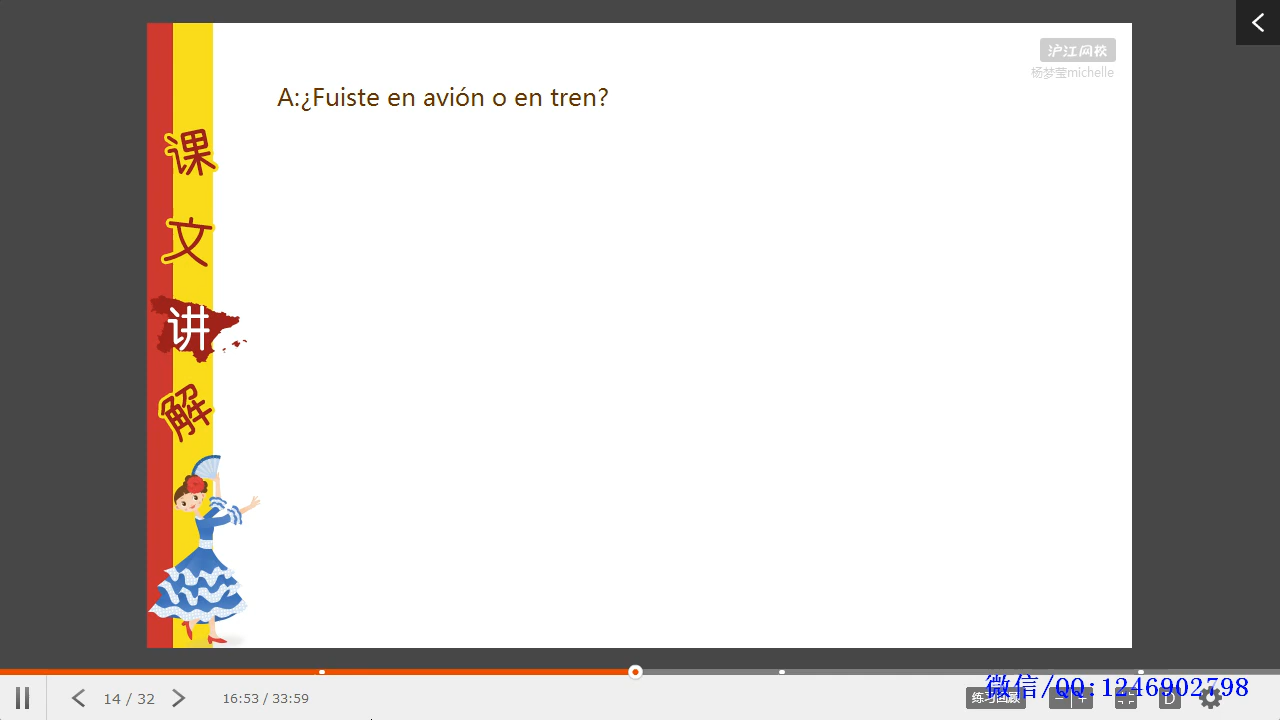 沪江网校
杨梦莹michelle
A:¿Fuiste en avión o en tren?
课
文
讲
解
14 / 32
16:53 / 33:59
微信/QQ:1246902798
D